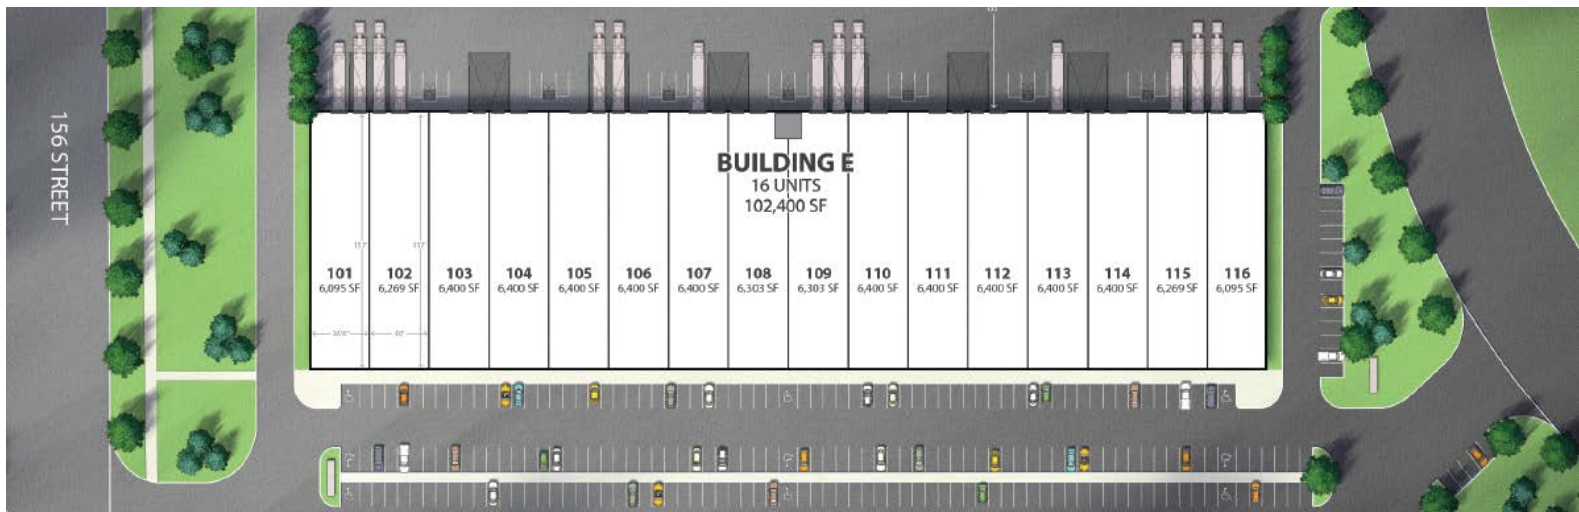 156 STREET
BUILDING E
16 UNITS
102,400 SF
101
6,095 SF
102
6,269 SF
103
6,400 SF
104
6,400 SF
105
6,400 SF
106
6,400 SF
107
6,400 SF
108
6,303 SF
109
6,303 SF
110
6,400 SF
111
6,400 SF
112
6,400 SF
113
6,400 SF
114
6,400 SF
115
6,269 SF
116
6,095 SF
60'